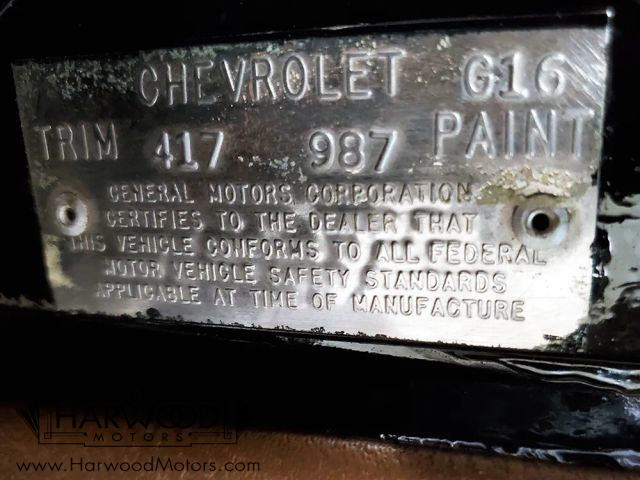 CHEVROLET G16
TRIM 417 987 PAINT
GENERAL MOTORS CORPORATION
CERTIFIES TO THE DEALER THAT
THIS VEHICLE CONFORMS TO ALL FEDERAL
MOTOR VEHICLE SAFETY STANDARDS
APPLICABLE AT TIME OF MANUFACTURE
HARWOOD
MOTORS
www.HarwoodMotors.com